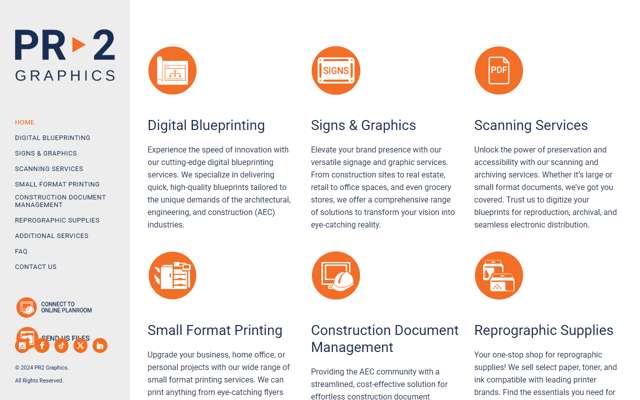 PR 2
GRAPHICS
HOME
DIGITAL BLUEPRINTING
SIGNS & GRAPHICS
SCANNING SERVICES
SMALL FORMAT PRINTING
CONSTRUCTION DOCUMENT
MANAGEMENT
REPROGRAPHIC SUPPLIES
ADDITIONAL SERVICES
FAQ
CONTACT US
CONNECT TO
ONLINE PLANROOM
SEND US FILES
© 2024 PR2 Graphics.
All Rights Reserved.
Digital Blueprinting
Experience the speed of innovation with
our cutting-edge digital blueprinting
services. We specialize in delivering
quick, high-quality blueprints tailored to
the unique demands of the architectural,
engineering, and construction (AEC)
industries.
SIGNS
Signs & Graphics
Elevate your brand presence with our
versatile signage and graphic services.
From construction sites to real estate,
retail to office spaces, and even grocery
stores, we offer a comprehensive range
of solutions to transform your vision into
eye-catching reality.
PDF
Scanning Services
Unlock the power of preservation and
accessibility with our scanning and
archiving services. Whether it's large or
small format documents, we've got you
covered. Trust us to digitize your
blueprints for reproduction, archival, and
seamless electronic distribution.
Small Format Printing
Upgrade your business, home office, or
personal projects with our wide range of
small format printing services. We can
print anything from eye-catching flyers
Construction Document
Management
Providing the AEC community with a
streamlined, cost-effective solution for
effortless construction document
Reprographic Supplies
Your one-stop shop for reprographic
supplies! We sell select paper, toner, and
ink compatible with leading printer
brands. Find the essentials you need for